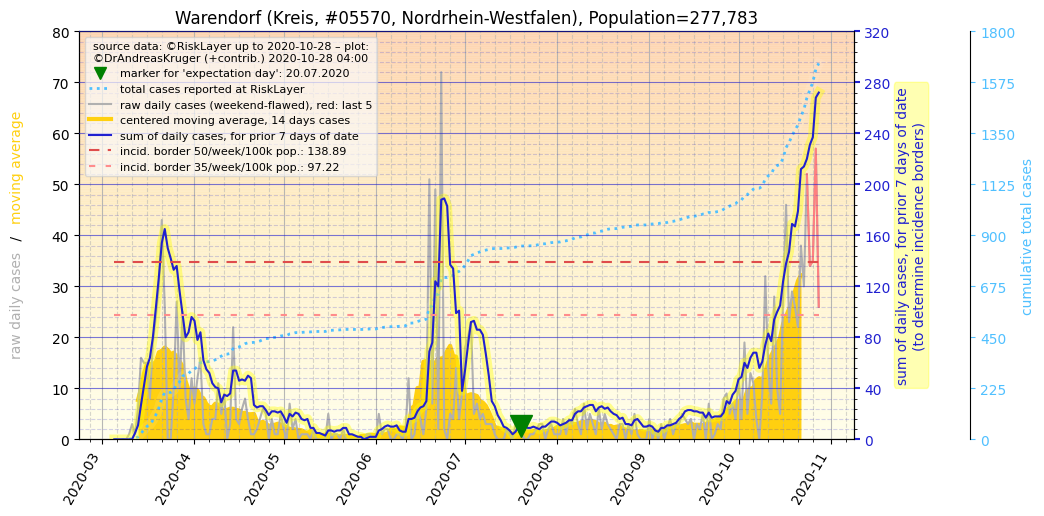 Warendorf (Kreis, #05570, Nordrhein-Westfalen), Population=277,783
source data: ©RiskLayer up to 2020-10-28 – plot:
©DrAndreasKruger (+contrib.) 2020-10-28 04:00
marker for 'expectation day': 20.07.2020
total cases reported at RiskLayer
raw daily cases (weekend-flawed), red: last 5
centered moving average, 14 days cases
sum of daily cases, for prior 7 days of date
incid. border 50/week/100k pop.: 138.89
incid. border 35/week/100k pop.: 97.22
raw daily cases / moving average
80
70
60
50
40
30
20
10
0
2020-03
2020-04
2020-05
2020-06
2020-07
2020-08
2020-09
2020-10
2020-11
320
280
240
200
160
120
80
40
0
sum of daily cases, for prior 7 days of date
(to determine incidence borders)
1800
1575
1350
1125
900
675
450
225
0
cumulative total cases